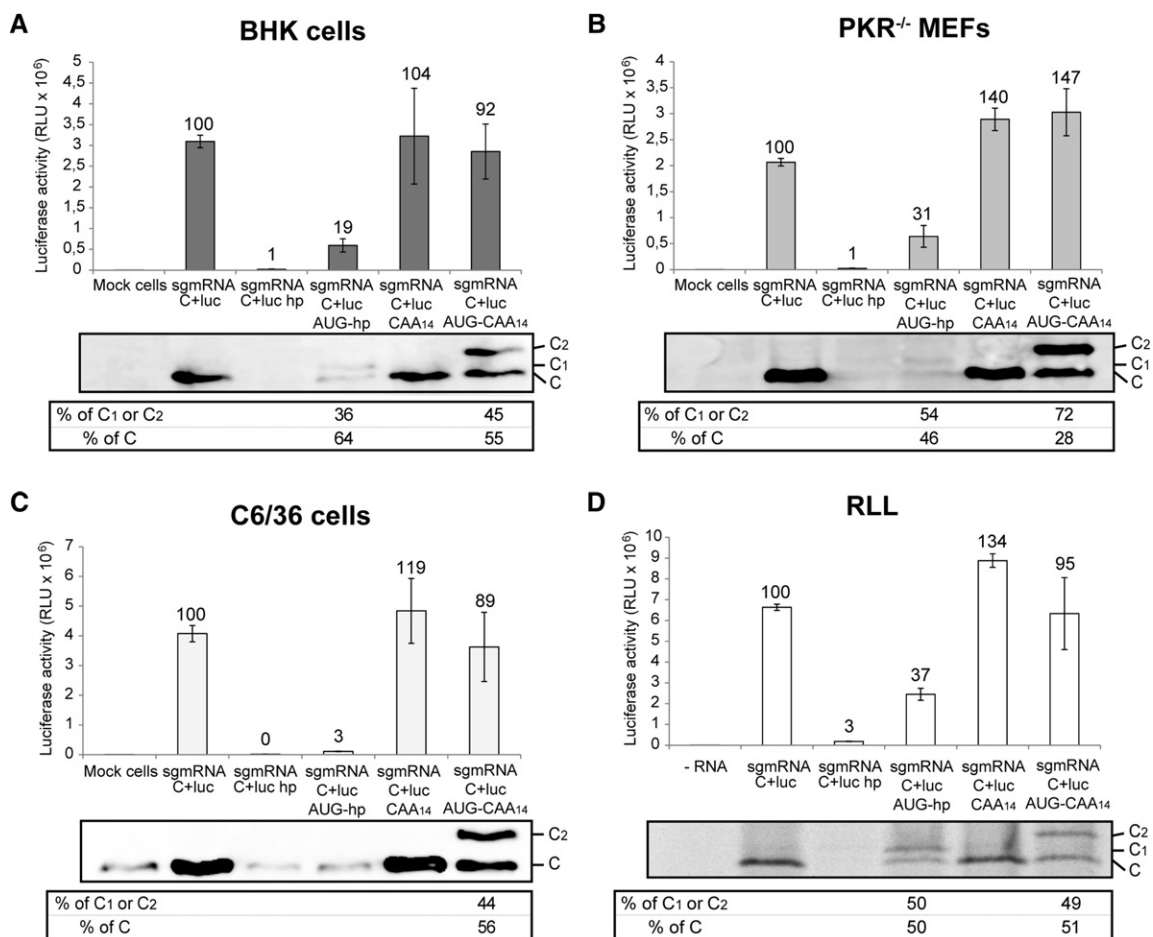 A
BHK cells
Luciferase activity (RLU x 10⁶)
4,5
4
3,5
3
2,5
2
1,5
1
0,5
0
100
1
19
104
92
Mock cells
sgmRNA C+luc
sgmRNA C+luc hp
sgmRNA C+luc AUG-hp
sgmRNA C+luc CAA₁₄
sgmRNA C+luc AUG-CAA₁₄
C₂
C₁
C
% of C₁ or C₂ 36 45
% of C 64 55
B
PKR⁻/⁻ MEFs
Luciferase activity (RLU x 10⁶)
4
3,5
3
2,5
2
1,5
1
0,5
0
100
1
31
140
147
Mock cells
sgmRNA C+luc
sgmRNA C+luc hp
sgmRNA C+luc AUG-hp
sgmRNA C+luc CAA₁₄
sgmRNA C+luc AUG-CAA₁₄
C₂
C₁
C
% of C₁ or C₂ 54 72
% of C 46 28
C
C6/36 cells
Luciferase activity (RLU x 10⁶)
7
6
5
4
3
2
1
0
100
0
3
119
89
Mock cells
sgmRNA C+luc
sgmRNA C+luc hp
sgmRNA C+luc AUG-hp
sgmRNA C+luc CAA₁₄
sgmRNA C+luc AUG-CAA₁₄
C₂
C
% of C₁ or C₂ 44
% of C 56
D
RLL
Luciferase activity (RLU x 10⁶)
10
9
8
7
6
5
4
3
2
1
0
100
3
37
134
95
- RNA
sgmRNA C+luc
sgmRNA C+luc hp
sgmRNA C+luc AUG-hp
sgmRNA C+luc CAA₁₄
sgmRNA C+luc AUG-CAA₁₄
C₂
C₁
C
% of C₁ or C₂ 50 49
% of C 50 51